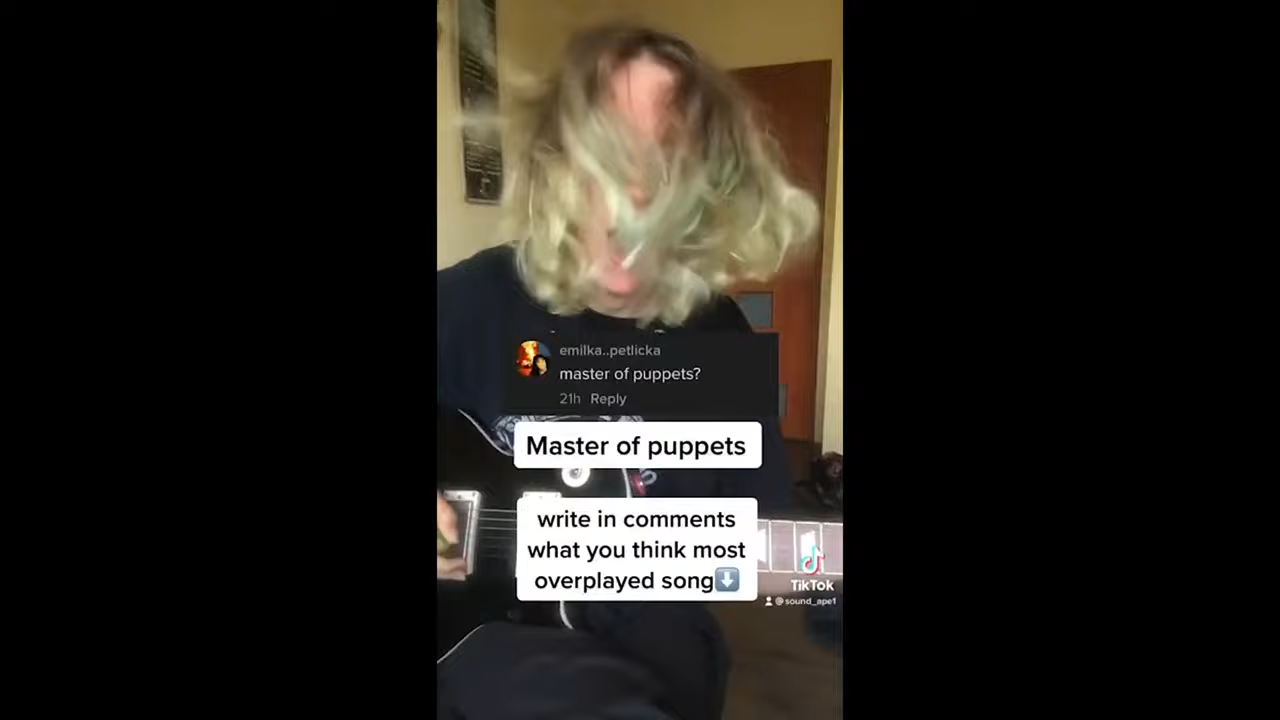 emilka..petlicka
master of puppets?
21h Reply
Master of puppets
write in comments
what you think most
overplayed song⬇️
TikTok
@sound_ape1